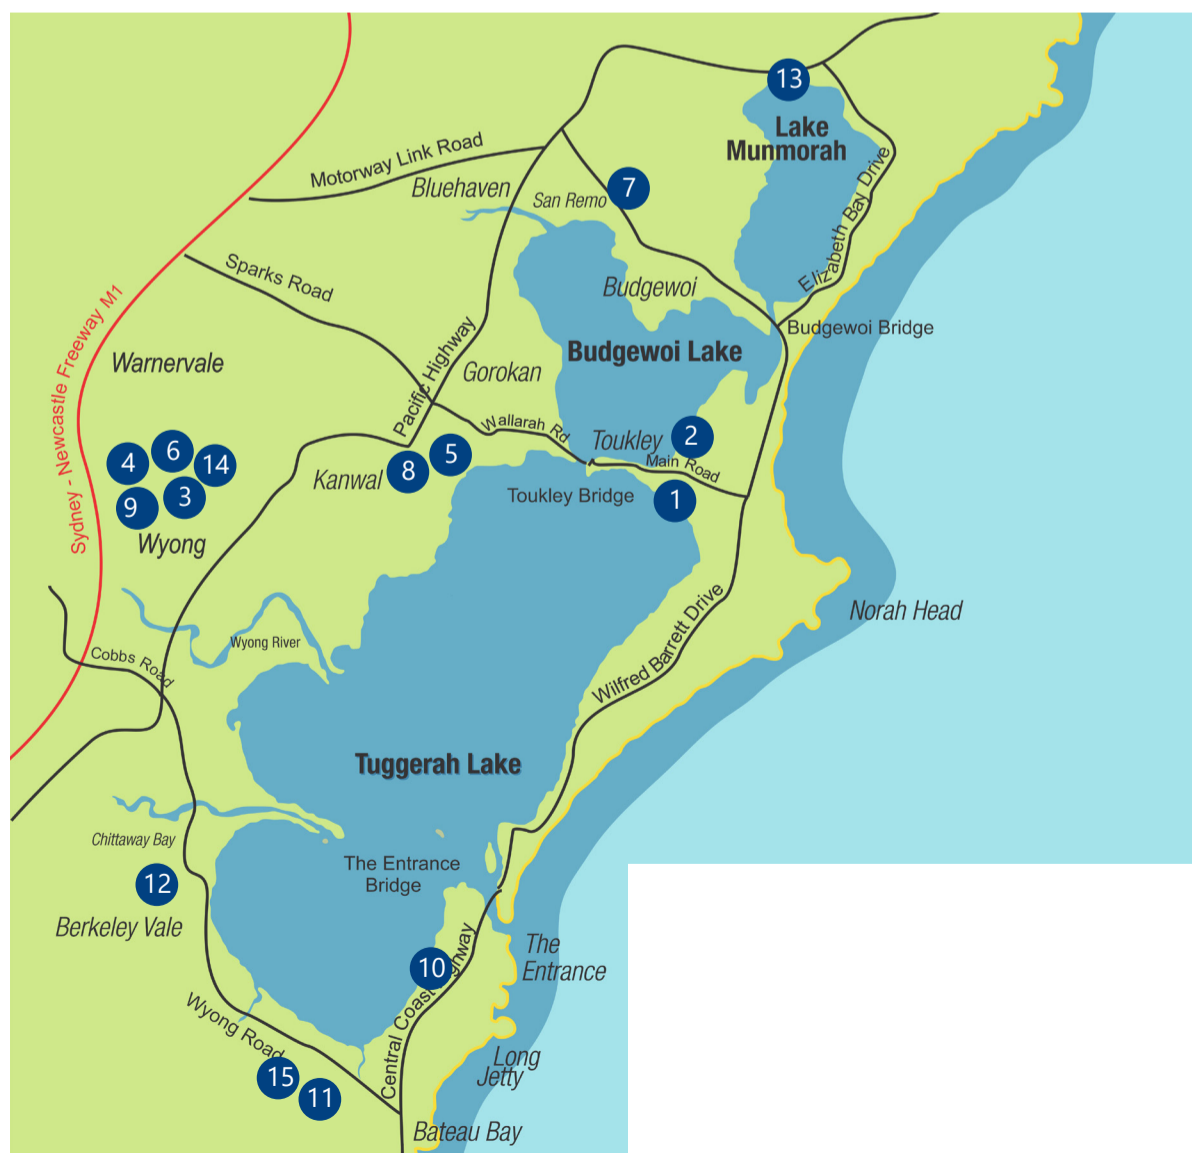 13
Lake
Munmorah
Motorway Link Road
Bluehaven
San Remo
7
Elizabeth Bay Drive
Sparks Road
Budgewoi
Sydney - Newcastle Freeway M1
Budgewoi Bridge
Warnervale
Pacific Highway
Gorokan
Budgewoi Lake
4
6
14
9
3
Wyong
Kanwal
8
5
Wallarah Rd
Toukley
2
Main Road
Toukley Bridge
1
Norah Head
Wyong River
Cobbs Road
Wilfred Barrett Drive
Tuggerah Lake
Chittaway Bay
The Entrance
Bridge
12
Berkeley Vale
10
The
Entrance
Central Coast Highway
Wyong Road
15
11
Long
Jetty
Bateau Bay